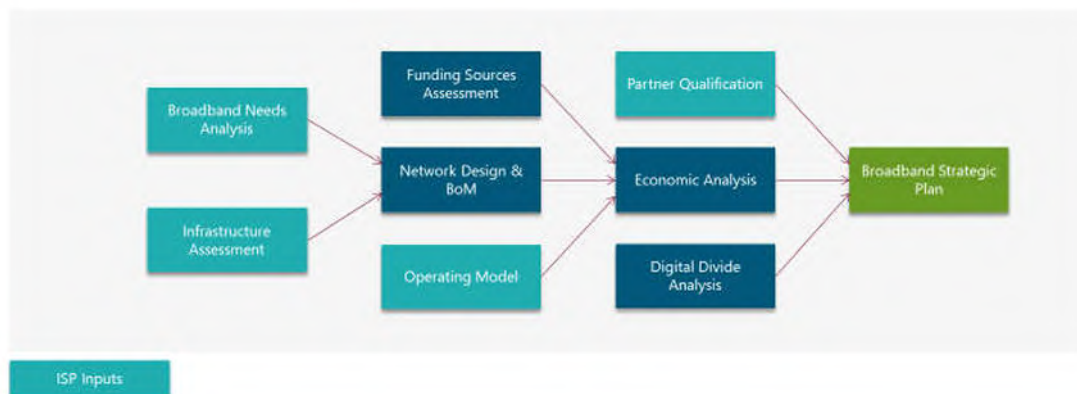 Broadband Needs
Analysis
Infrastructure
Assessment
Funding Sources
Assessment
Network Design &
BoM
Operating Model
Partner Qualification
Economic Analysis
Digital Divide
Analysis
Broadband Strategic
Plan
ISP Inputs